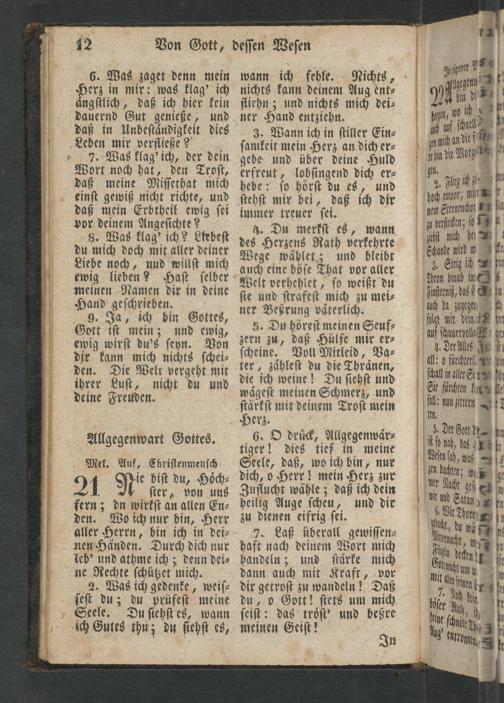 12 Von Gott, dessen Wesen
6. Was zaget denn mein
Herz in mir: was klag' ich
ängstlich, daß ich hier kein
dauernd Gut genieße, und
daß in Unbeständigkeit dies
Leben mir verfließe?
7. Was klag' ich, der dein
Wort noch hat, den Trost,
daß meine Missethat mich
einst gewiß nicht richte, und
daß mein Erbtheil ewig sei
vor deinem Angesichte?
8. Was klag' ich? Liebest
du mich doch mit aller deiner
Liebe noch, und willst mich
ewig lieben? Hast selber
meinen Namen dir in deine
Hand geschrieben.
9. Ja, ich bin Gottes,
Gott ist mein; und ewig,
ewig wirst du's seyn. Von
dir kann mich nichts schei-
den. Die Welt vergeht mit
ihrer Lust, nicht du und
deine Freuden.
Allgegenwart Gottes.
Mel. Auf, Christenmensch
21 Nie bist du, Höch-
ster, von uns
fern; du wirkst an allen En-
den. Wo ich nur bin, Herr
aller Herrn, bin ich in dei-
nen Händen. Durch dich nur
leb' und athme ich; denn dei-
ne Rechte schützet mich.
2. Was ich gedenke, weis-
sest du; du prüfest meine
Seele. Du siehst es, wann
ich Gutes thu; du siehst es,
wann ich fehle. Nichts,
nichts kann deinem Aug ent-
fliehn; und nichts mich dei-
ner Hand entziehn.
3. Wann ich in stiller Ein-
samkeit mein Herz an dich er-
gebe und über deine Huld
erfreut, lobsingend dich er-
hebe: so hörst du es, und
stehst mir bei, daß ich dir
immer treuer sei.
4. Du merkst es, wann
des Herzens Rath verkehrte
Wege wählet; und bleibt
auch eine böse That vor aller
Welt verhehlet, so weißt du
sie und strafest mich zu mei-
ner Beßrung väterlich.
5. Du hörest meinen Seuf-
zern zu, daß Hülfe mir er-
scheine. Voll Mitleid, Va-
ter, zählest du die Thränen,
die ich weine! Du siehst und
wägest meinen Schmerz, und
stärkst mit deinem Trost mein
Herz.
6. O drück, Allgegenwär-
tiger! dies tief in meine
Seele, daß, wo ich bin, nur
dich, o Herr! mein Herz zur
Zuflucht wähle; daß ich dein
heilig Auge scheu, und dir
zu dienen eifrig sei.
7. Laß überall gewissen-
haft nach deinem Wort mich
handeln; und stärke mich
dann auch mit Kraft, vor
dir getrost zu wandeln! Daß
du, o Gott! stets um mich
seist: das tröst' und beßre
meinen Geist!
In